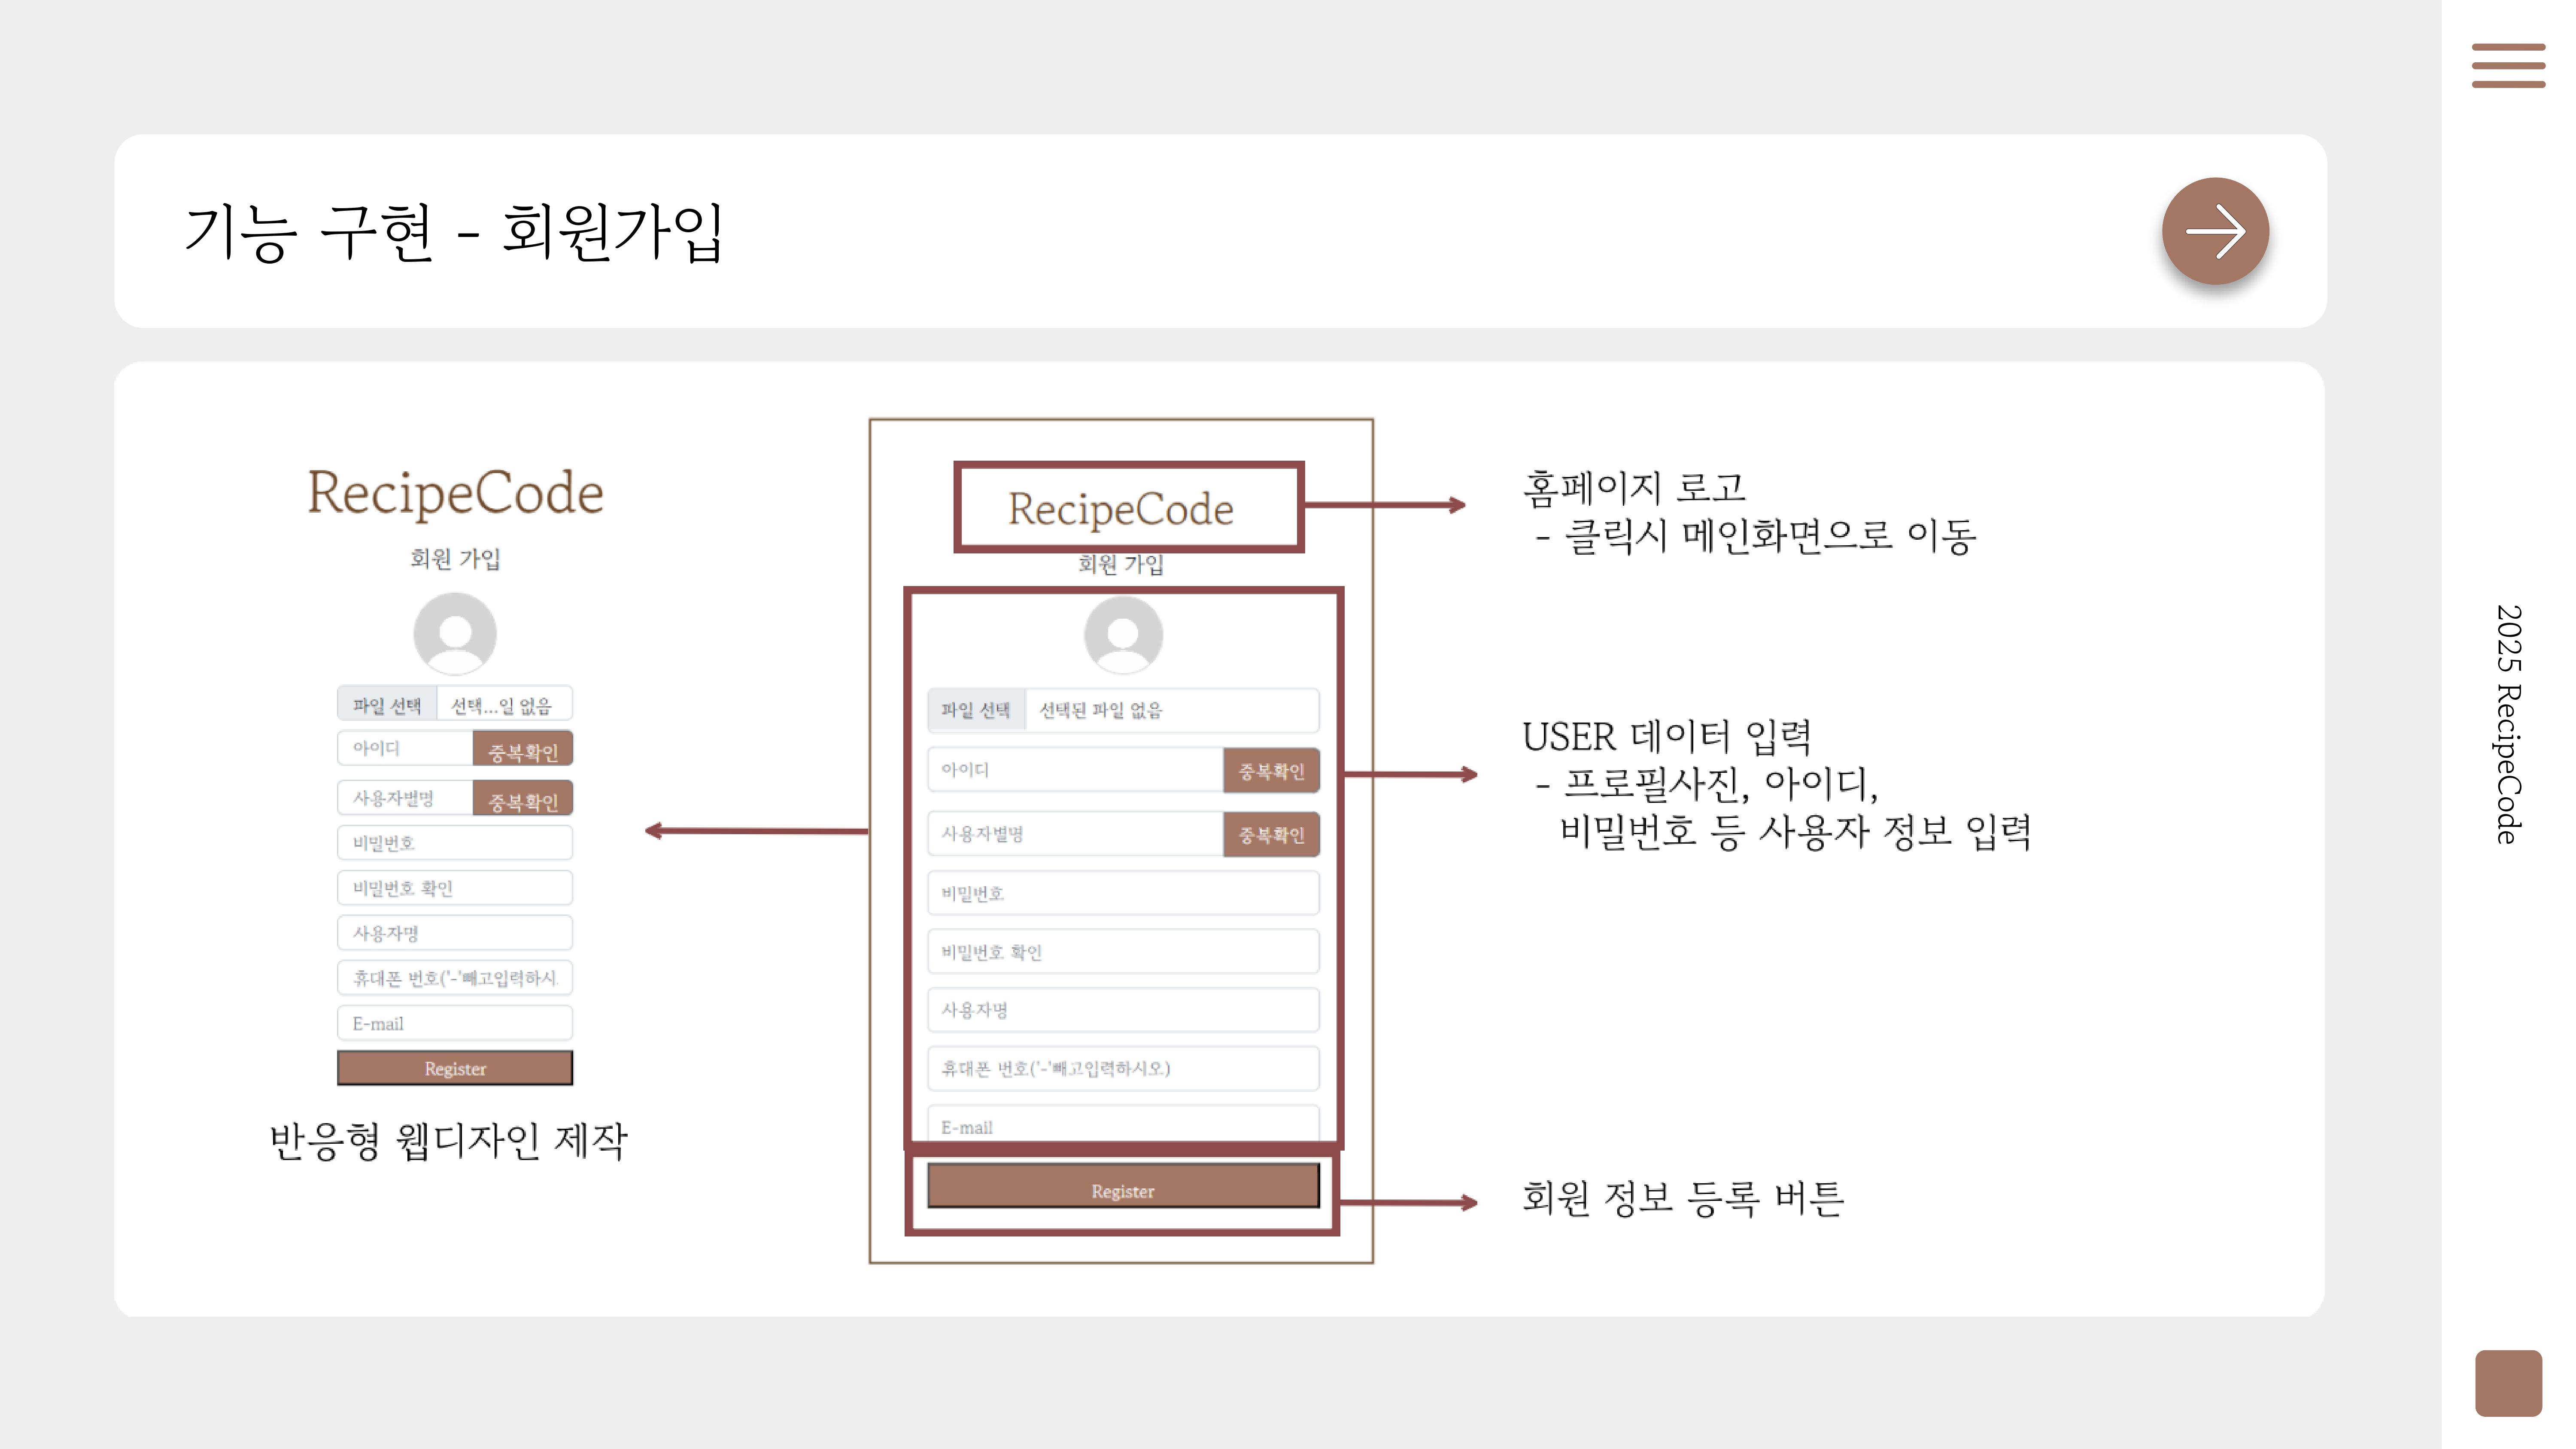 기능 구현 - 회원가입
RecipeCode
회원 가입
파일 선택 선택...일 없음
아이디 중복확인
사용자별명 중복확인
비밀번호
비밀번호 확인
사용자명
휴대폰 번호('-'빼고입력하시
E-mail
Register
반응형 웹디자인 제작
RecipeCode
회원 가입
파일 선택 선택된 파일 없음
아이디 중복확인
사용자별명 중복확인
비밀번호
비밀번호 확인
사용자명
휴대폰 번호('-'빼고입력하시오)
E-mail
Register
홈페이지 로고
- 클릭시 메인화면으로 이동
USER 데이터 입력
- 프로필사진, 아이디,
비밀번호 등 사용자 정보 입력
회원 정보 등록 버튼
2025 RecipeCode